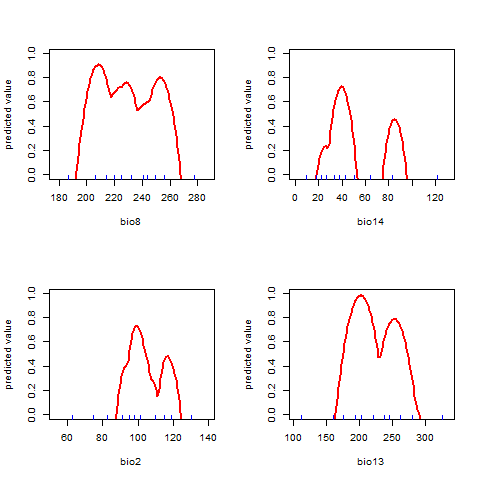 predicted value
0.0 0.2 0.4 0.6 0.8 1.0
180 200 220 240 260 280
bio8
predicted value
0.0 0.2 0.4 0.6 0.8 1.0
0 20 40 60 80 120
bio14
predicted value
0.0 0.2 0.4 0.6 0.8 1.0
60 80 100 120 140
bio2
predicted value
0.0 0.2 0.4 0.6 0.8 1.0
100 150 200 250 300
bio13